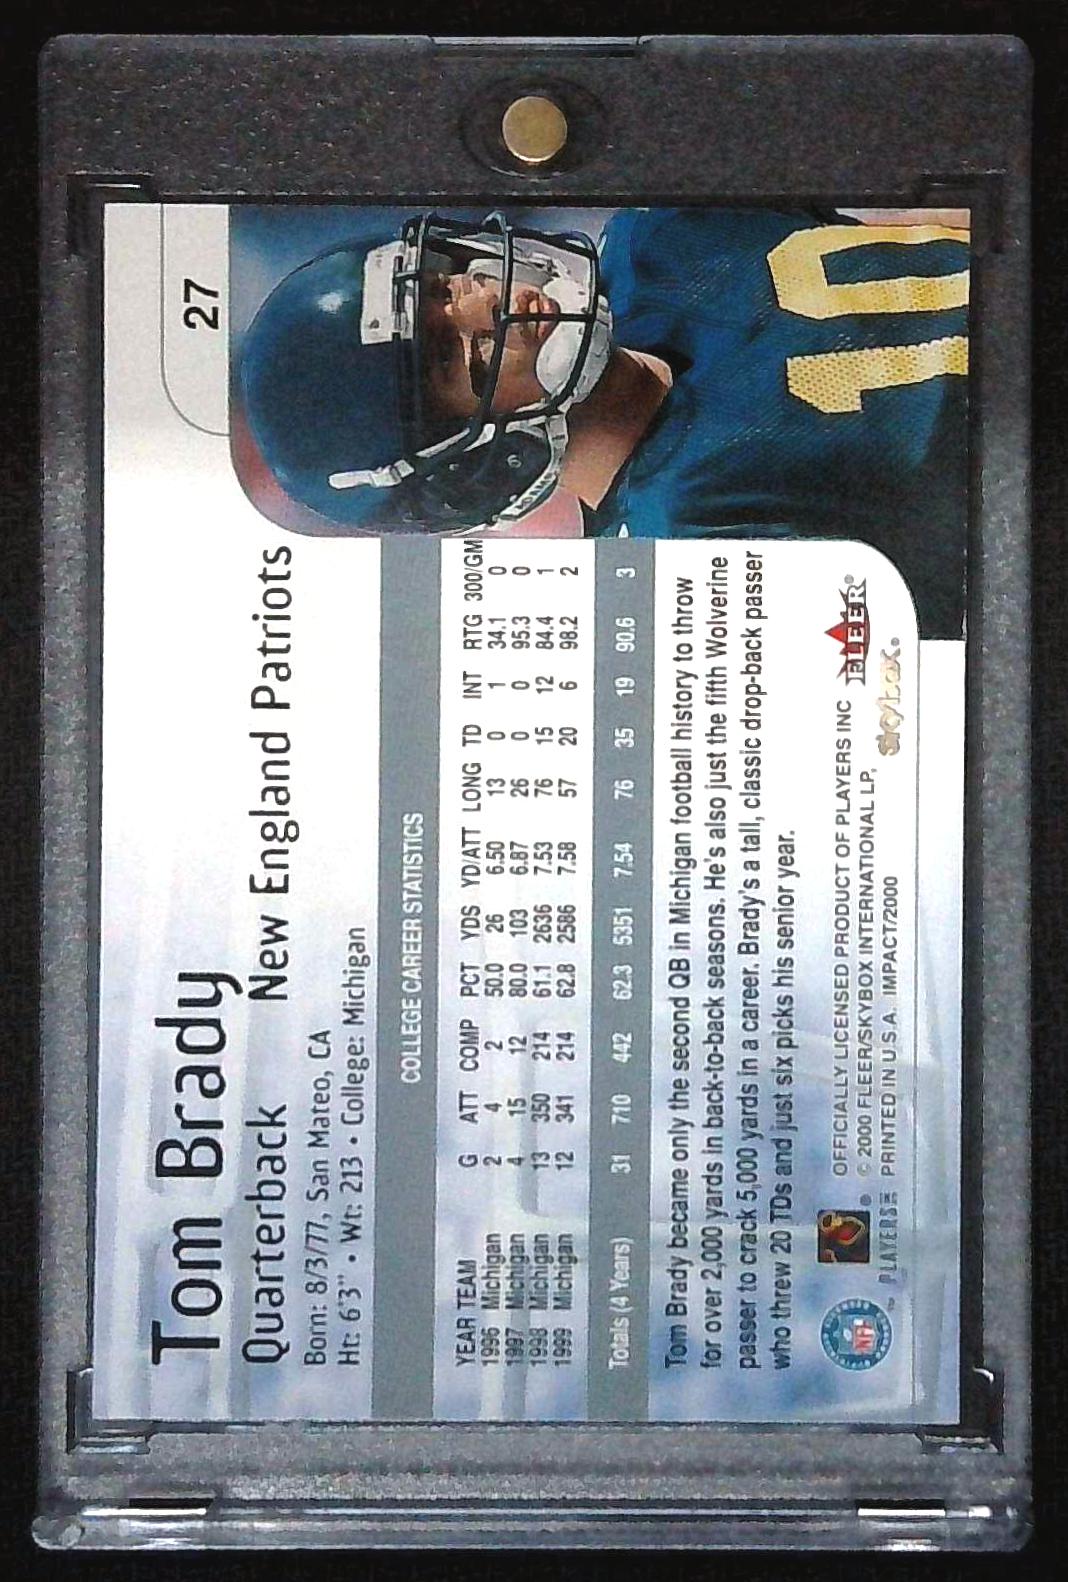 27
Tom Brady
Quarterback New England Patriots
Born: 8/3/77, San Mateo, CA
Ht: 6'3" • Wt: 213 • College: Michigan
COLLEGE CAREER STATISTICS
YEAR TEAM G ATT COMP PCT YDS YD/ATT LONG TD INT RTG 300/GM
1996 Michigan 2 4 2 50.0 26 6.50 13 0 1 34.1 0
1997 Michigan 4 15 12 80.0 103 6.87 26 0 0 95.3 0
1998 Michigan 13 350 214 61.1 2636 7.53 76 15 12 84.4 1
1999 Michigan 12 341 214 62.8 2586 7.58 57 20 6 98.2 2
Totals (4 Years) 31 710 442 62.3 5351 7.54 76 35 19 90.6 3
Tom Brady became only the second QB in Michigan football history to throw
for over 2,000 yards in back-to-back seasons. He's also just the fifth Wolverine
passer to crack 5,000 yards in a career. Brady's a tall, classic drop-back passer
who threw 20 TDs and just six picks his senior year.
NFL
PLAYERS INC
OFFICIALLY LICENSED PRODUCT OF PLAYERS INC
© 2000 FLEER/SKYBOX INTERNATIONAL LP,
PRINTED IN U.S.A. IMPACT/2000
FLEER®
skybox®
10